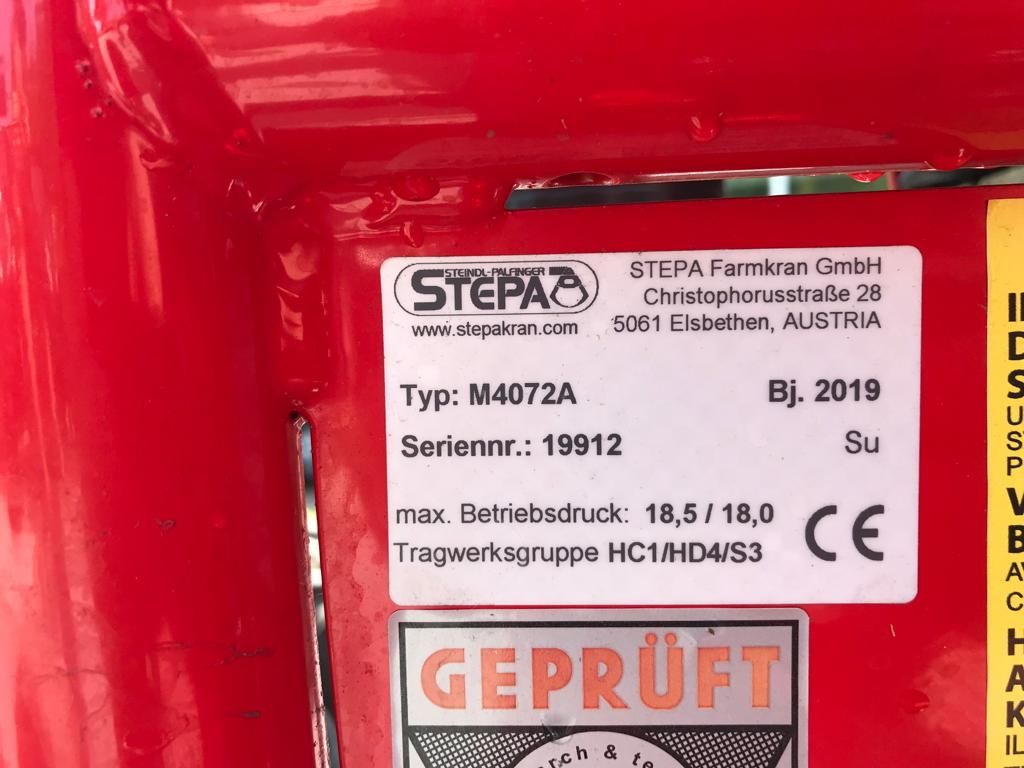 STEINDL-PALFINGER
STEPA
www.stepakran.com
STEPA Farmkran GmbH
Christophorusstraße 28
5061 Elsbethen, AUSTRIA
Typ: M4072A
Bj. 2019
Seriennr.: 19912
Su
max. Betriebsdruck: 18,5 / 18,0
Tragwerksgruppe HC1/HD4/S3
CE
GEPRÜFT